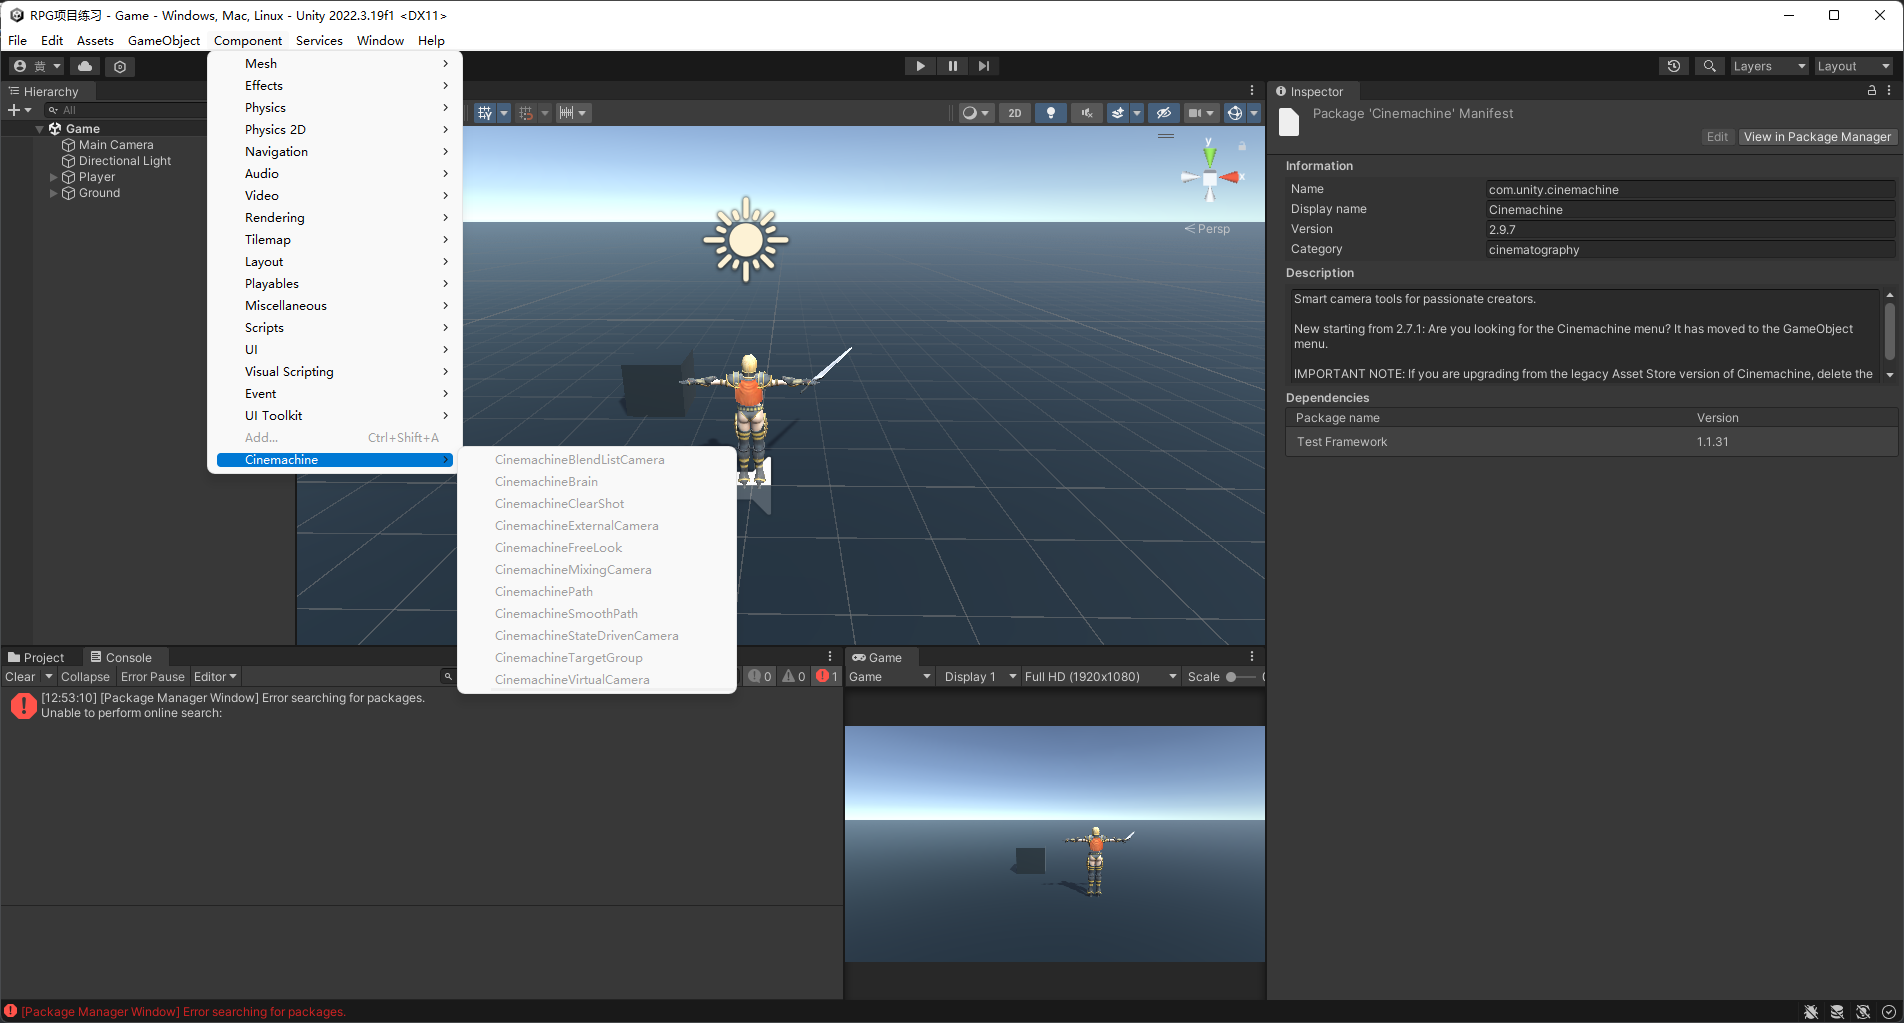 RPG项目练习 - Game - Windows, Mac, Linux - Unity 2022.3.19f1 <DX11>
File Edit Assets GameObject Component Services Window Help
黄
Layers Layout
Hierarchy
All
Game
Main Camera
Directional Light
Player
Ground
Mesh
Effects
Physics
Physics 2D
Navigation
Audio
Video
Rendering
Tilemap
Layout
Playables
Miscellaneous
Scripts
UI
Visual Scripting
Event
UI Toolkit
Add... Ctrl+Shift+A
Cinemachine
CinemachineBlendListCamera
CinemachineBrain
CinemachineClearShot
CinemachineExternalCamera
CinemachineFreeLook
CinemachineMixingCamera
CinemachinePath
CinemachineSmoothPath
CinemachineStateDrivenCamera
CinemachineTargetGroup
CinemachineVirtualCamera
2D
y
x
Persp
Inspector
Package 'Cinemachine' Manifest
Edit View in Package Manager
Information
Name com.unity.cinemachine
Display name Cinemachine
Version 2.9.7
Category cinematography
Description
Smart camera tools for passionate creators.
New starting from 2.7.1: Are you looking for the Cinemachine menu? It has moved to the GameObject
menu.
IMPORTANT NOTE: If you are upgrading from the legacy Asset Store version of Cinemachine, delete the
Dependencies
Package name Version
Test Framework 1.1.31
Project Console
Clear Collapse Error Pause Editor 0 0 1
[12:53:10] [Package Manager Window] Error searching for packages.
Unable to perform online search:
Game
Game Display 1 Full HD (1920x1080) Scale
[Package Manager Window] Error searching for packages.